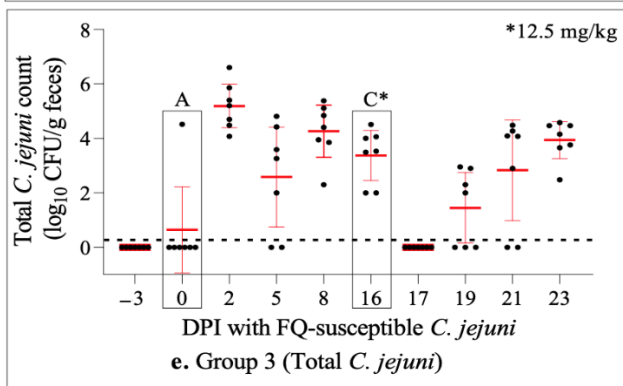 *12.5 mg/kg
Total C. jejuni count
(log10 CFU/g feces)
8
6
4
2
0
A
C*
−3 0 2 5 8 16 17 19 21 23
DPI with FQ-susceptible C. jejuni
e. Group 3 (Total C. jejuni)